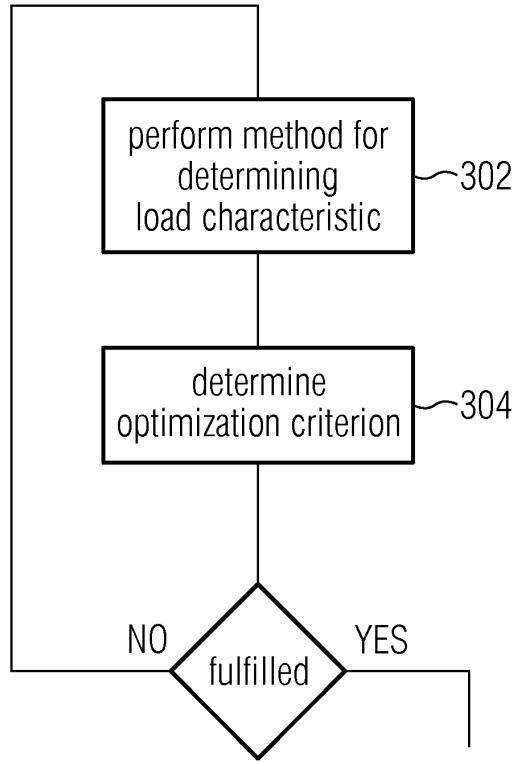 perform method for
determining
load characteristic
302
determine
optimization criterion
304
NO
YES
fulfilled